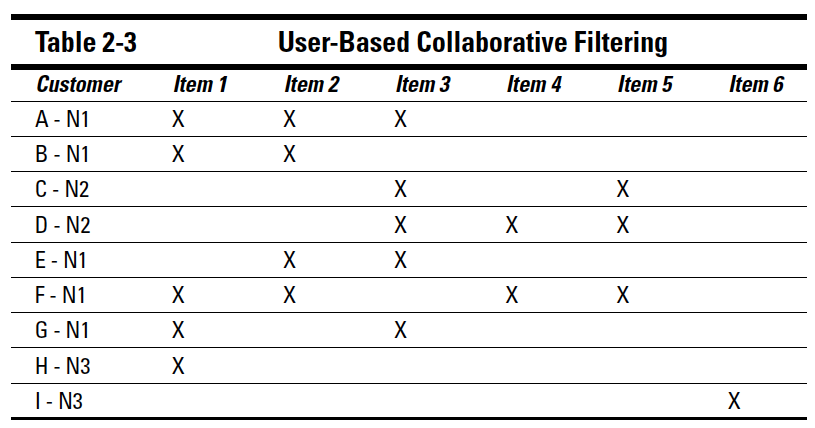 Table 2-3 User-Based Collaborative Filtering
Customer Item 1 Item 2 Item 3 Item 4 Item 5 Item 6
A - N1 X X X
B - N1 X X
C - N2 X X
D - N2 X X X
E - N1 X X
F - N1 X X X X
G - N1 X X
H - N3 X
I - N3 X